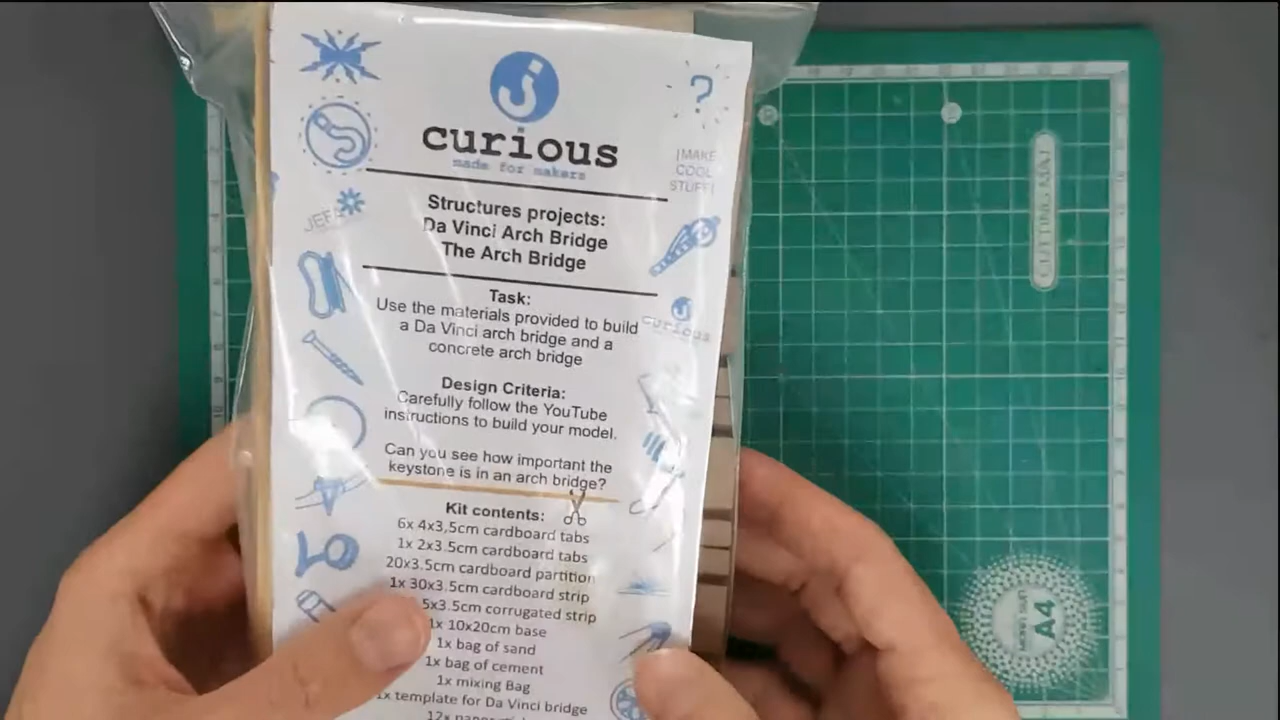 curious
made for makers
Structures projects:
Da Vinci Arch Bridge
The Arch Bridge
Task:
Use the materials provided to build
a Da Vinci arch bridge and a
concrete arch bridge
Design Criteria:
Carefully follow the YouTube
instructions to build your model.
Can you see how important the
keystone is in an arch bridge?
Kit contents:
6x 4x3,5cm cardboard tabs
1x 2x3.5cm cardboard tabs
20x3.5cm cardboard partition
1x 30x3.5cm cardboard strip
5x3.5cm corrugated strip
1x 10x20cm base
1x bag of sand
1x bag of cement
1x mixing Bag
1x template for Da Vinci bridge
12x
?
I MAKE
COOL
STUFF!
curious
CUTTING MAT
A4